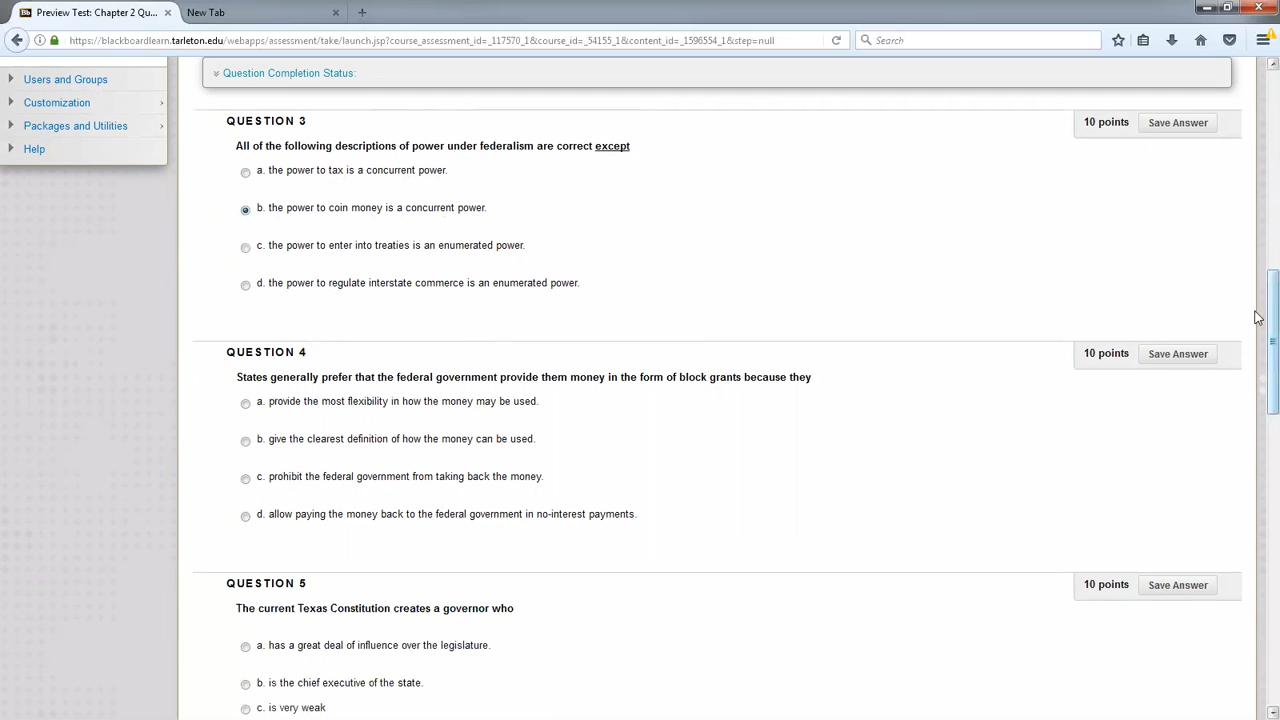 Preview Test: Chapter 2 Qu... × New Tab × +
https://blackboardlearn.tarleton.edu/webapps/assessment/take/launch.jsp?course_assessment_id=_117570_1&course_id=_54155_1&content_id=_1596554_1&step=null Search
Users and Groups
Customization
Packages and Utilities
Help
Question Completion Status:
QUESTION 3 10 points Save Answer
All of the following descriptions of power under federalism are correct except
a. the power to tax is a concurrent power.
b. the power to coin money is a concurrent power.
c. the power to enter into treaties is an enumerated power.
d. the power to regulate interstate commerce is an enumerated power.
QUESTION 4 10 points Save Answer
States generally prefer that the federal government provide them money in the form of block grants because they
a. provide the most flexibility in how the money may be used.
b. give the clearest definition of how the money can be used.
c. prohibit the federal government from taking back the money.
d. allow paying the money back to the federal government in no-interest payments.
QUESTION 5 10 points Save Answer
The current Texas Constitution creates a governor who
a. has a great deal of influence over the legislature.
b. is the chief executive of the state.
c. is very weak